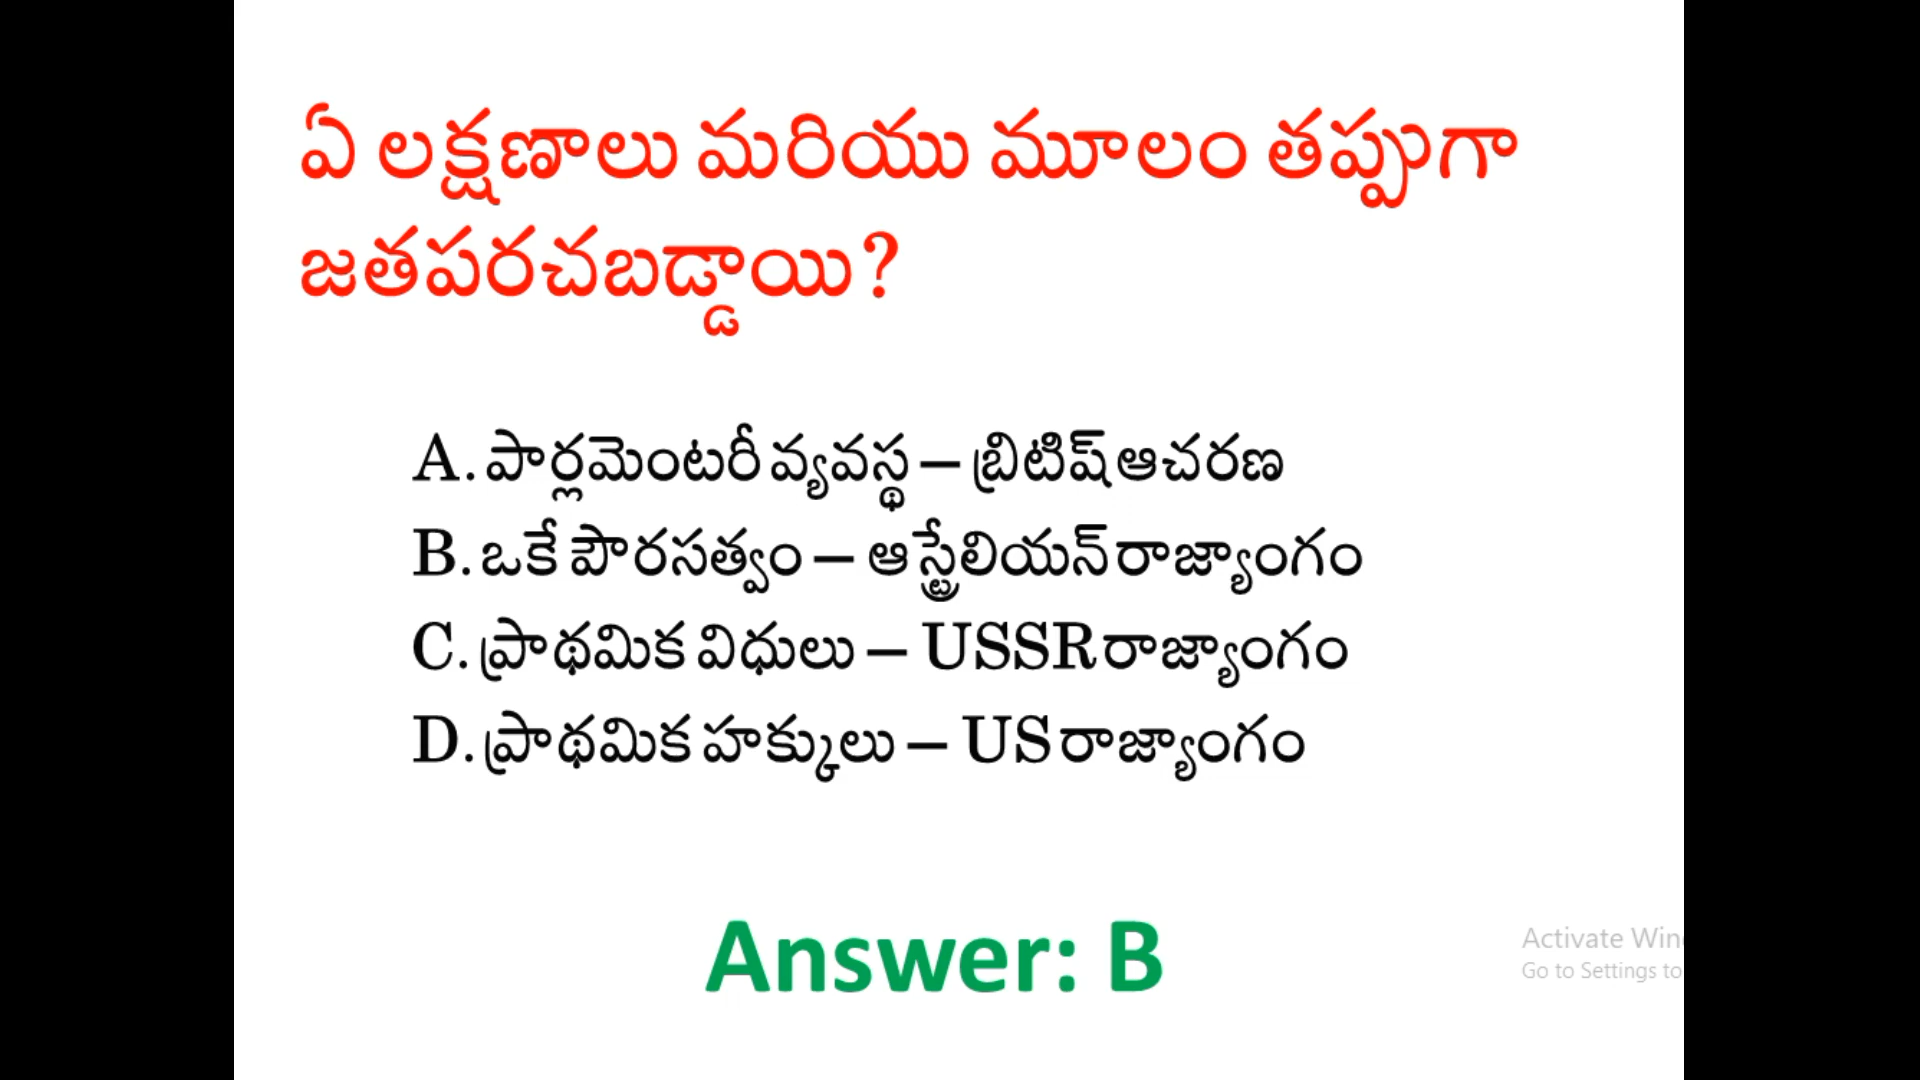 ఏ లక్షణాలు మరియు మూలం తప్పుగా
జతపరచబడ్డాయి?
A. పార్లమెంటరీ వ్యవస్థ – బ్రిటిష్ ఆచరణ
B. ఒకే పౌరసత్వం – ఆస్ట్రేలియన్ రాజ్యాంగం
C. ప్రాథమిక విధులు – USSR రాజ్యాంగం
D. ప్రాథమిక హక్కులు – US రాజ్యాంగం
Answer: B
Activate Win
Go to Settings to